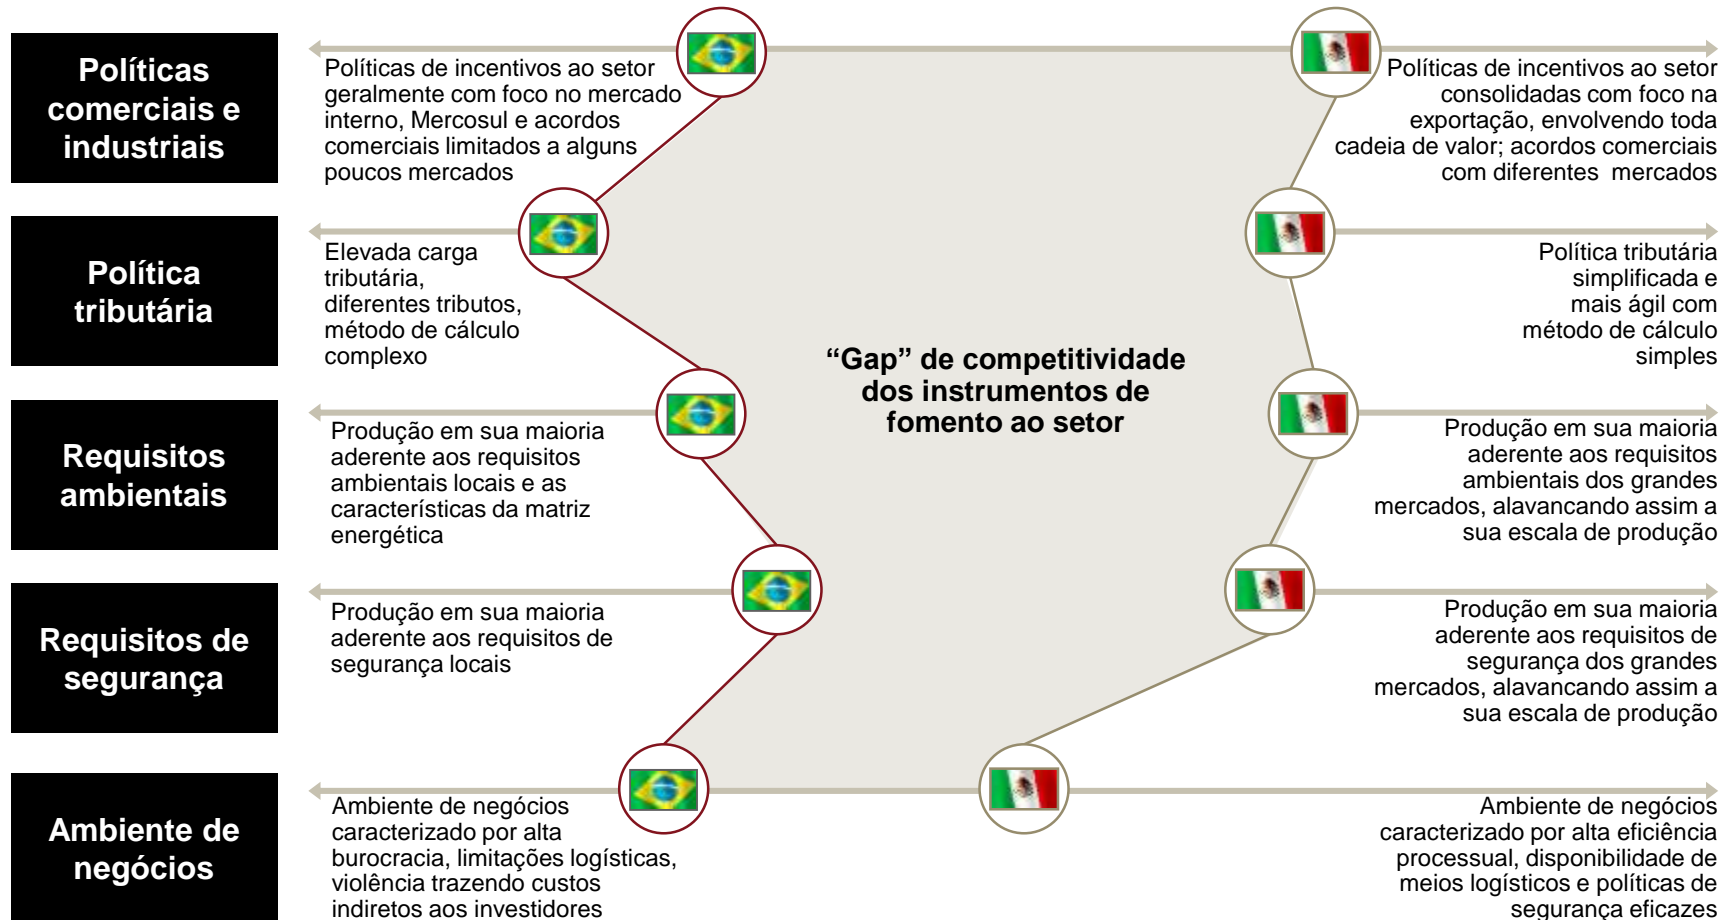 Políticas
comerciais e
industriais
Políticas de incentivos ao setor
geralmente com foco no mercado
interno, Mercosul e acordos
comerciais limitados a alguns
poucos mercados
Políticas de incentivos ao setor
consolidadas com foco na
exportação, envolvendo toda
cadeia de valor; acordos comerciais
com diferentes mercados
Política
tributária
Elevada carga
tributária,
diferentes tributos,
método de cálculo
complexo
Política tributária
simplificada e
mais ágil com
método de cálculo
simples
“Gap” de competitividade
dos instrumentos de
fomento ao setor
Requisitos
ambientais
Produção em sua maioria
aderente aos requisitos
ambientais locais e as
características da matriz
energética
Produção em sua maioria
aderente aos requisitos
ambientais dos grandes
mercados, alavancando assim a
sua escala de produção
Requisitos de
segurança
Produção em sua maioria
aderente aos requisitos de
segurança locais
Produção em sua maioria
aderente aos requisitos de
segurança dos grandes
mercados, alavancando assim a
sua escala de produção
Ambiente de
negócios
Ambiente de negócios
caracterizado por alta
burocracia, limitações logísticas,
violência trazendo custos
indiretos aos investidores
Ambiente de negócios
caracterizado por alta eficiência
processual, disponibilidade de
meios logísticos e políticas de
segurança eficazes